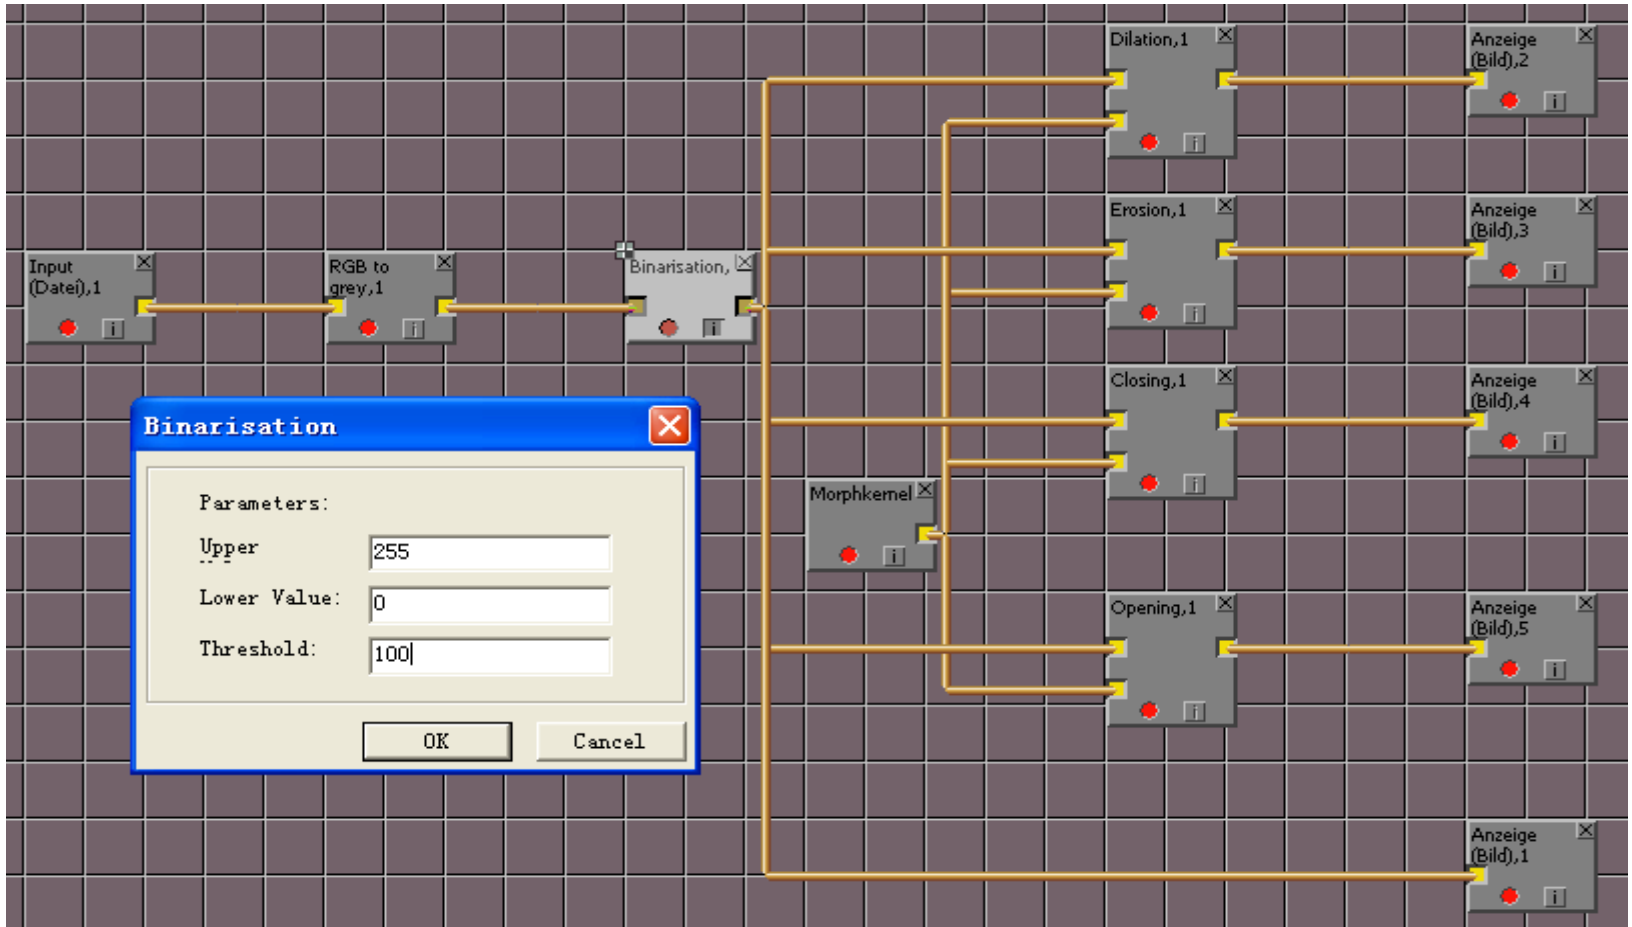 Dilation,1
Anzeige
(Bild),2
Erosion,1
Anzeige
(Bild),3
Input
(Datei),1
RGB to
grey,1
Binarisation,
i
Closing,1
Anzeige
(Bild),4
Binarisation
Parameters:
Upper
255
Lower Value:
0
Threshold:
100
OK
Cancel
Morphkernel
Opening,1
Anzeige
(Bild),5
Anzeige
(Bild),1